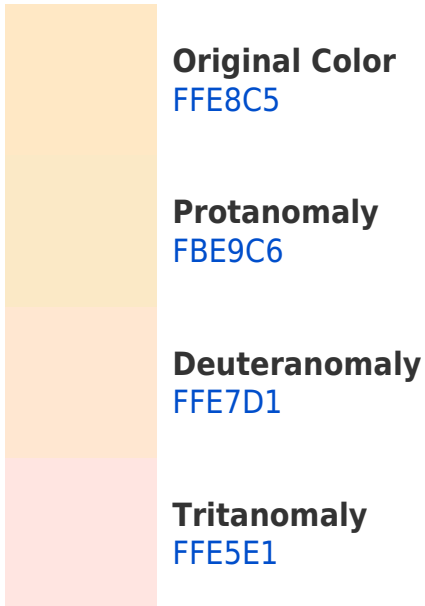 Original Color
FFE8C5
Protanomaly
FBE9C6
Deuteranomaly
FFE7D1
Tritanomaly
FFE5E1